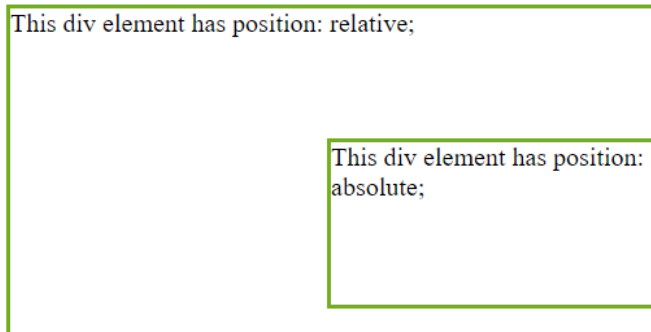 This div element has position: relative;
This div element has position:
absolute;